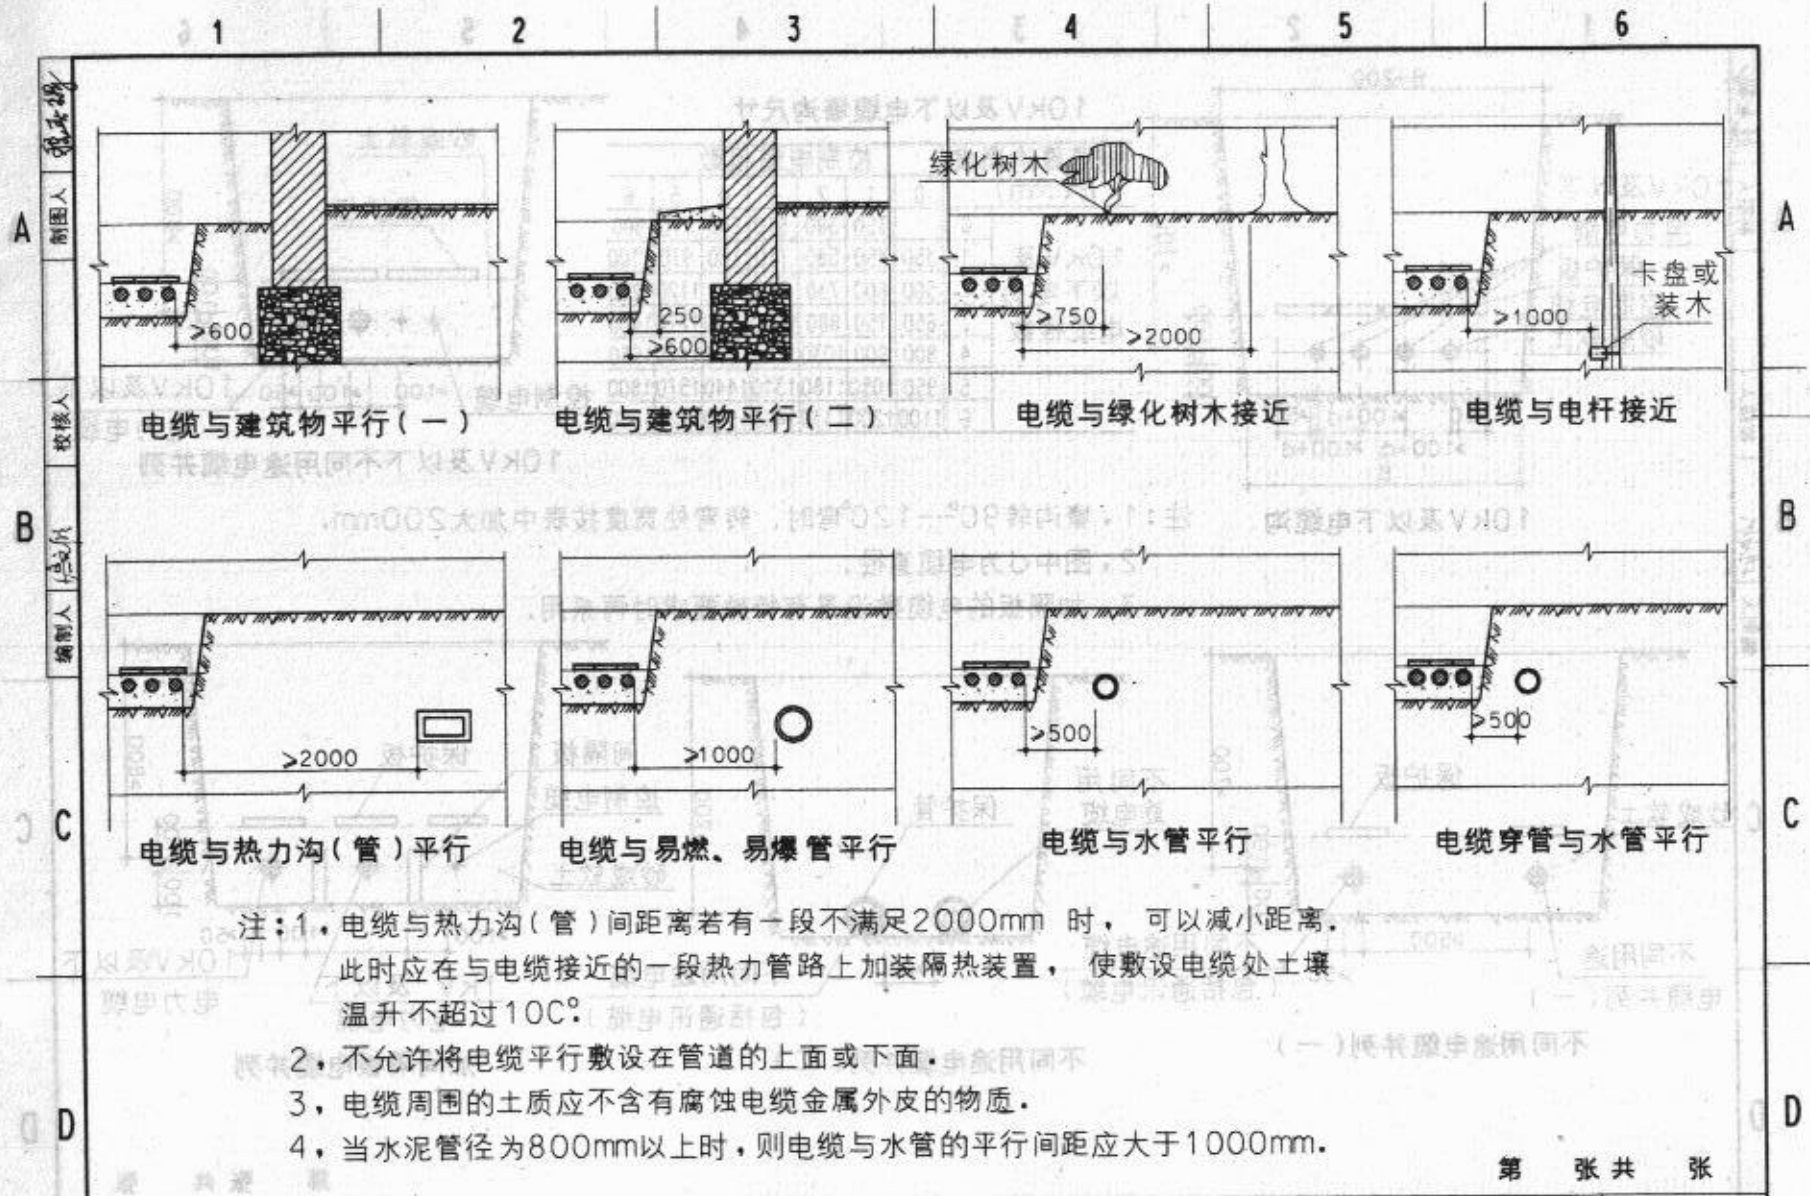 1 2 3 4 5 6
A A
B B
C C
D D
制图人
校核人
编制人
≥600
电缆与建筑物平行(一)
250
≥600
电缆与建筑物平行(二)
绿化树木
≥750
≥2000
电缆与绿化树木接近
卡盘或
装木
≥1000
电缆与电杆接近
≥2000
电缆与热力沟(管)平行
≥1000
电缆与易燃、易爆管平行
≥500
电缆与水管平行
≥500
电缆穿管与水管平行
注:1，电缆与热力沟(管)间距离若有一段不满足2000mm 时， 可以减小距离.
此时应在与电缆接近的一段热力管路上加装隔热装置， 使敷设电缆处土壤
温升不超过10C°.
2，不允许将电缆平行敷设在管道的上面或下面.
3，电缆周围的土质应不含有腐蚀电缆金属外皮的物质.
4，当水泥管径为800mm以上时，则电缆与水管的平行间距应大于1000mm.
第 张共 张